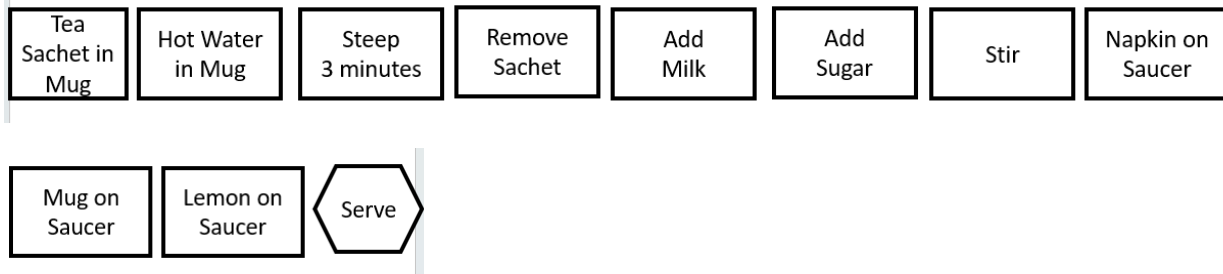 Tea
Sachet in
Mug
Hot Water
in Mug
Steep
3 minutes
Remove
Sachet
Add
Milk
Add
Sugar
Stir
Napkin on
Saucer
Mug on
Saucer
Lemon on
Saucer
Serve